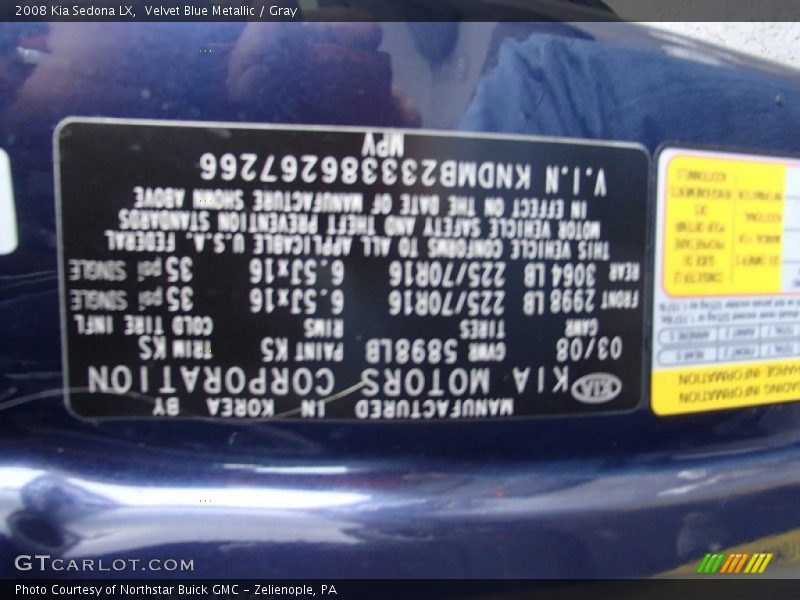 2008 Kia Sedona LX, Velvet Blue Metallic / Gray
MANUFACTURED IN KOREA BY
KIA KIA MOTORS CORPORATION
03/08 GVWR 5898LB PAINT K5 TRIM KS
GAWR TIRES RIMS COLD TIRE INFL
FRONT 2998 LB 225/70R16 6.5Jx16 35 psi SINGLE
REAR 3064 LB 225/70R16 6.5Jx16 35 psi SINGLE
THIS VEHICLE CONFORMS TO ALL APPLICABLE U.S.A. FEDERAL
MOTOR VEHICLE SAFETY AND THEFT PREVENTION STANDARDS
IN EFFECT ON THE DATE OF MANUFACTURE SHOWN ABOVE
V.I.N KNDMB233386267266
MPV
INFORMATION
INFORMATION
GTCARLOT.COM
Photo Courtesy of Northstar Buick GMC - Zelienople, PA